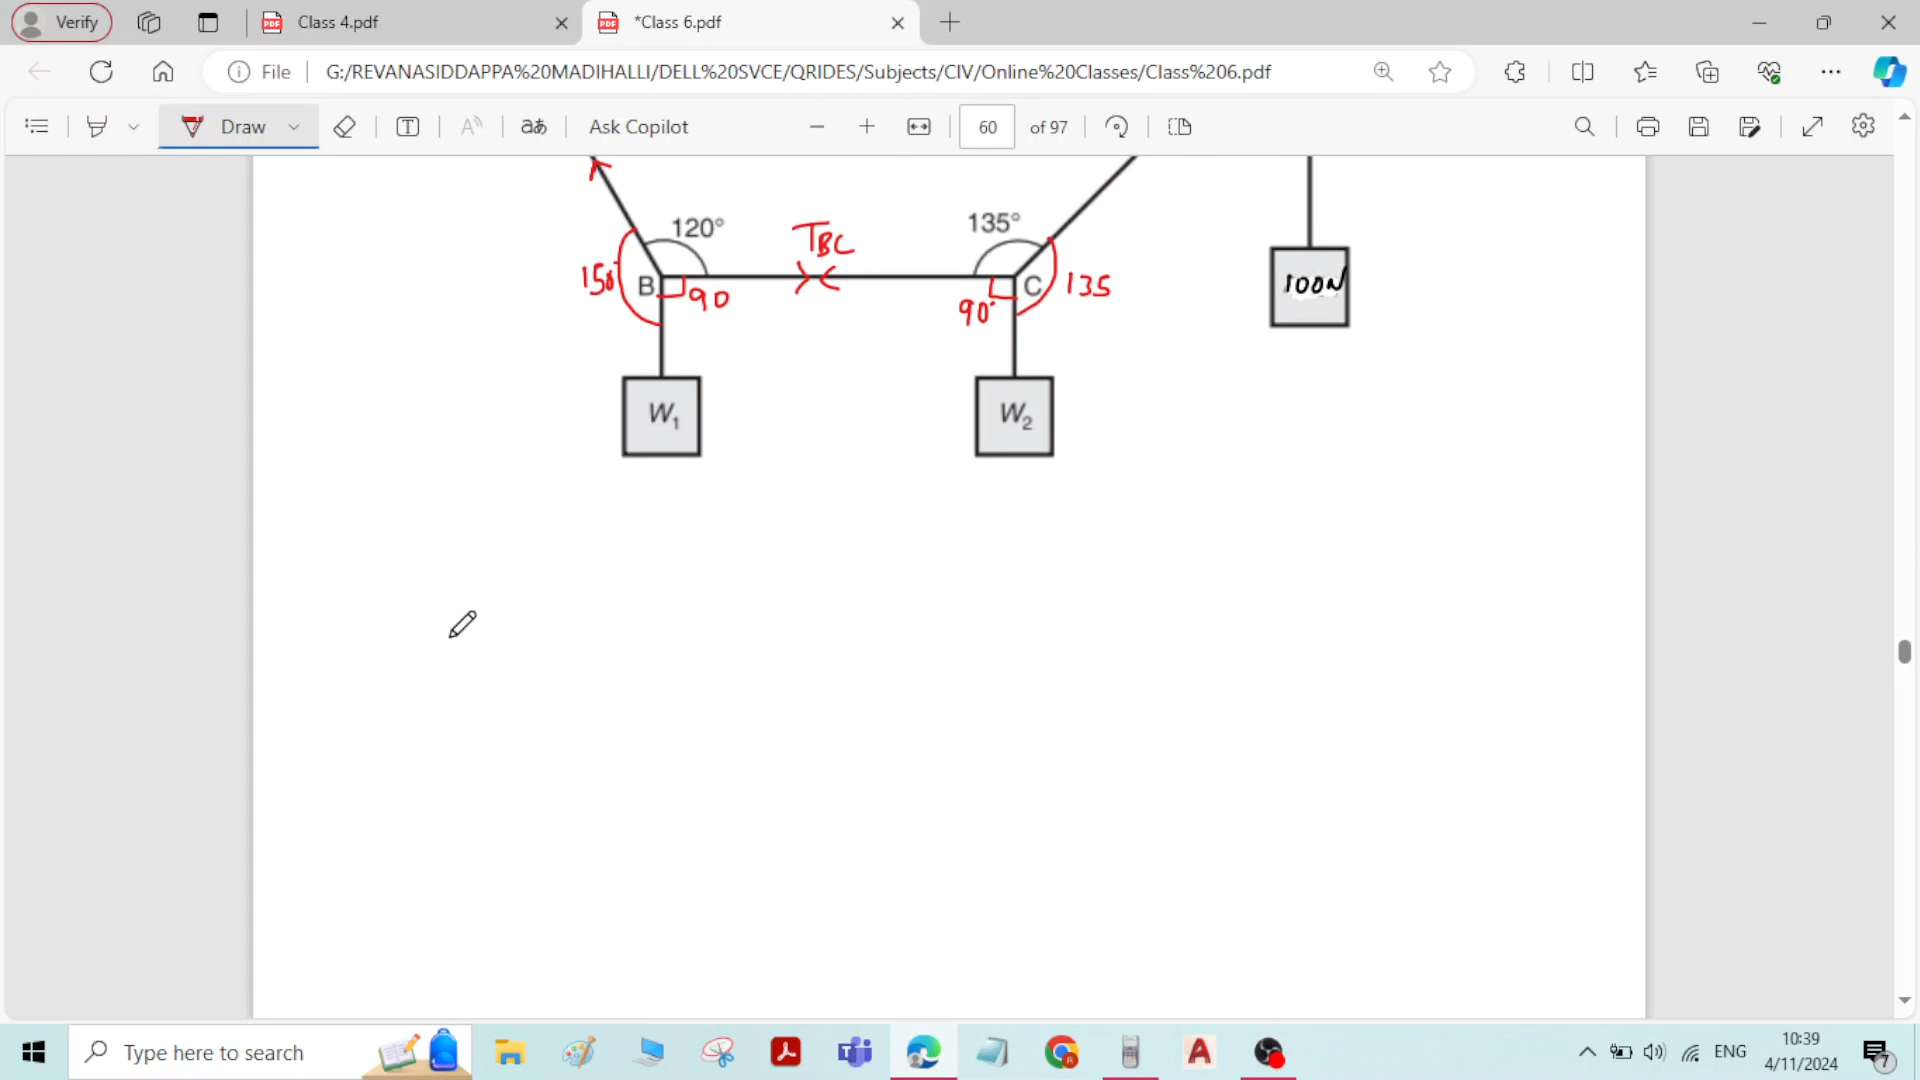 Verify
Class 4.pdf
*Class 6.pdf
File
G:/REVANASIDDAPPA%20MADIHALLI/DELL%20SVCE/QRIDES/Subjects/CIV/Online%20Classes/Class%206.pdf
Draw
Ask Copilot
60 of 97
120°
TBC
135°
150
B
90
90°
C
135
100N
W1
W2
Type here to search
ENG
10:39
4/11/2024
7